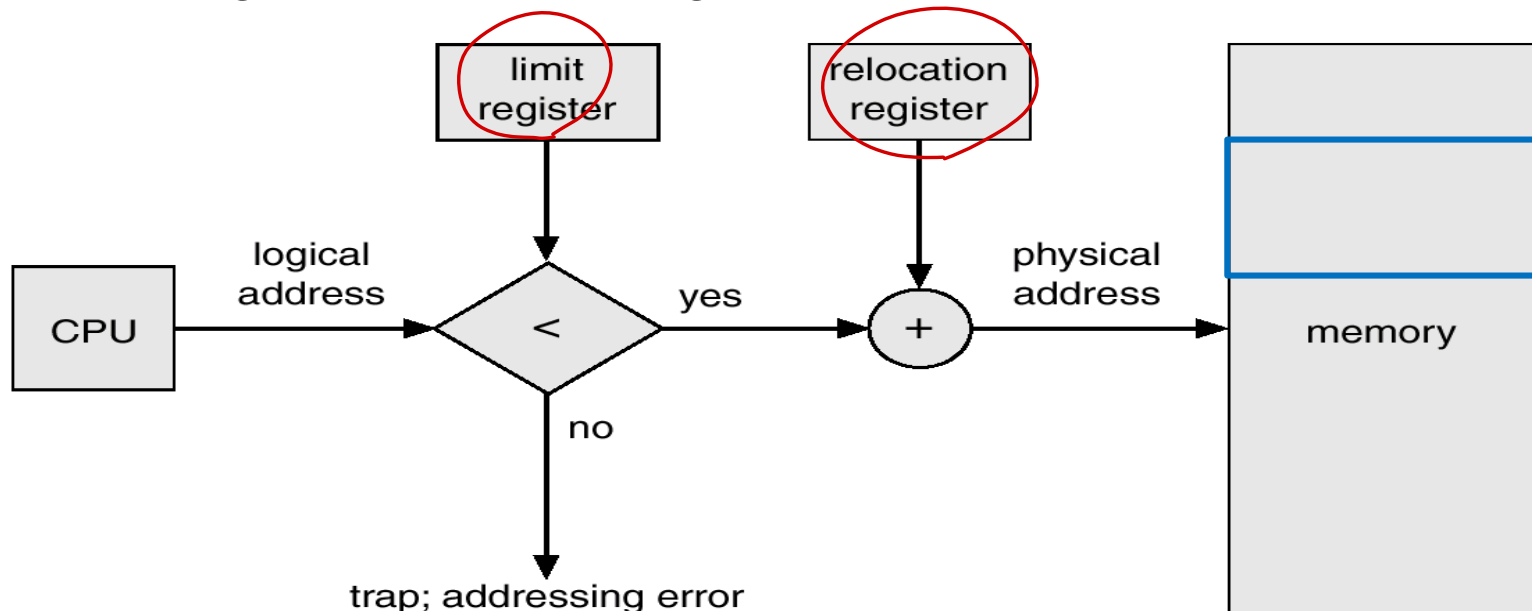 limit
register
relocation
register
logical
address
physical
address
CPU
<
yes
+
memory
no
trap; addressing error